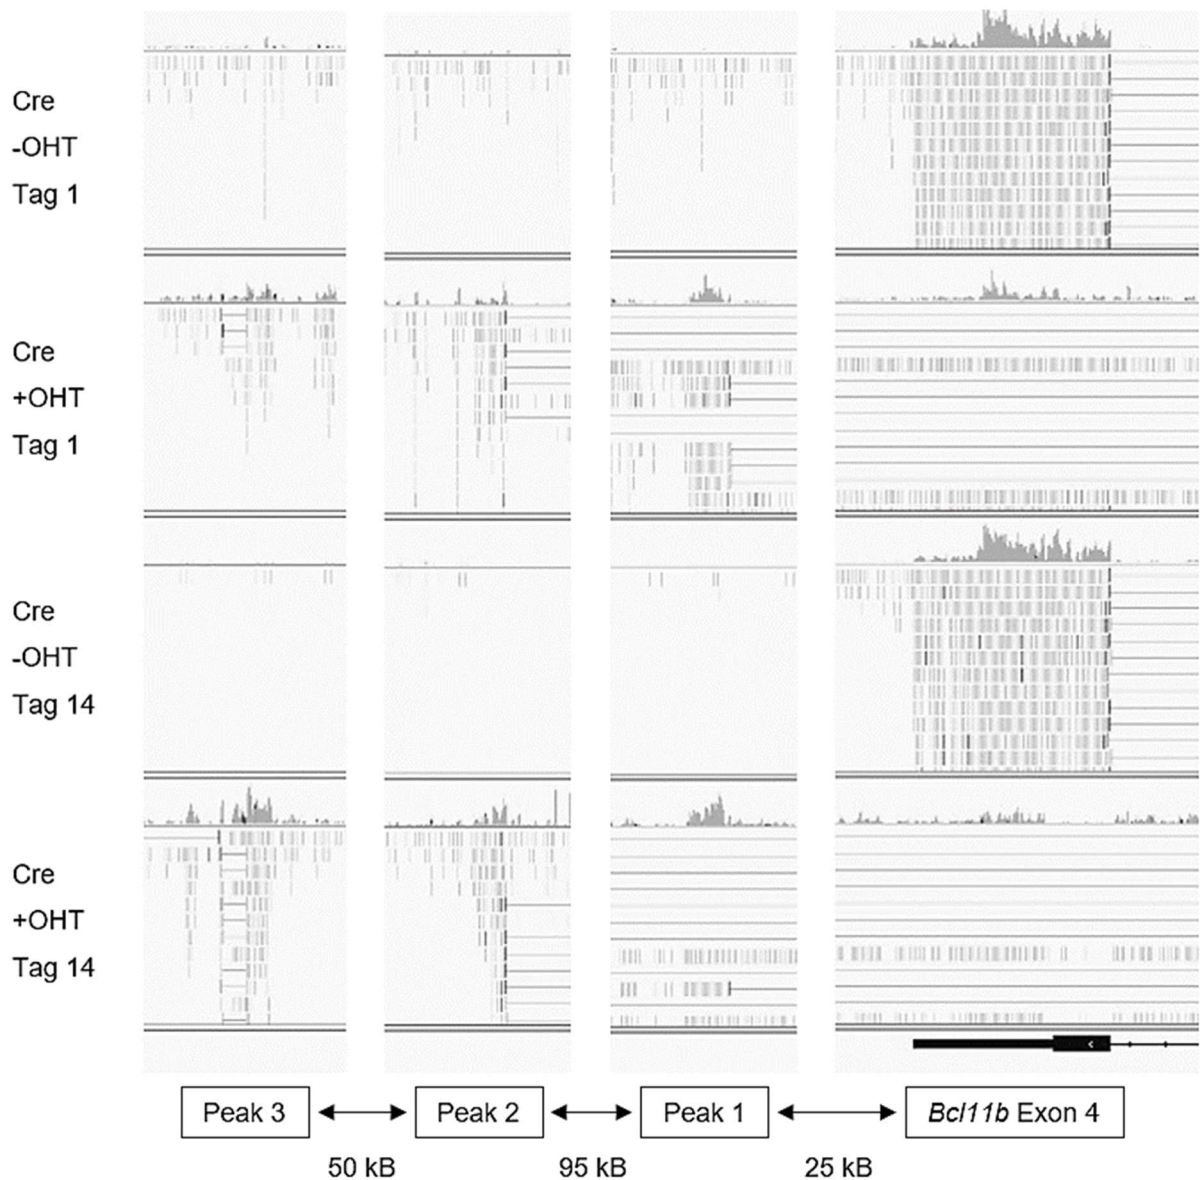 Cre
-OHT
Tag 1
Cre
+OHT
Tag 1
Cre
-OHT
Tag 14
Cre
+OHT
Tag 14
Peak 3
Peak 2
Peak 1
Bcl11b Exon 4
50 kB
95 kB
25 kB